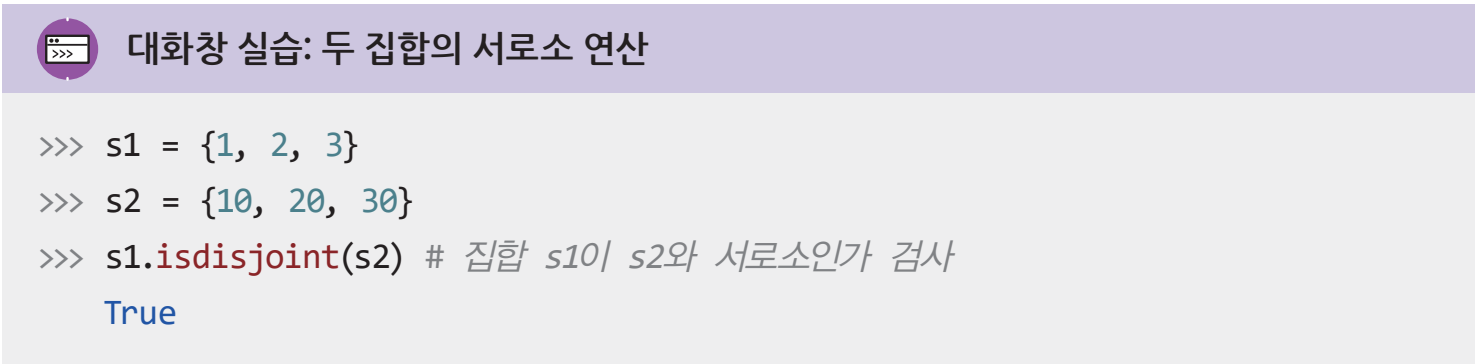 >>>
대화창 실습: 두 집합의 서로소 연산
>>> s1 = {1, 2, 3}
>>> s2 = {10, 20, 30}
>>> s1.isdisjoint(s2) # 집합 s1이 s2와 서로소인가 검사
True